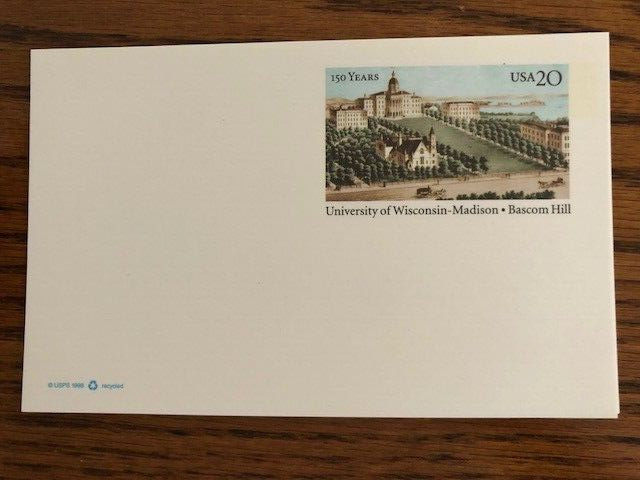 150 YEARS USA20
University of Wisconsin-Madison • Bascom Hill
© USPS 1998 recycled